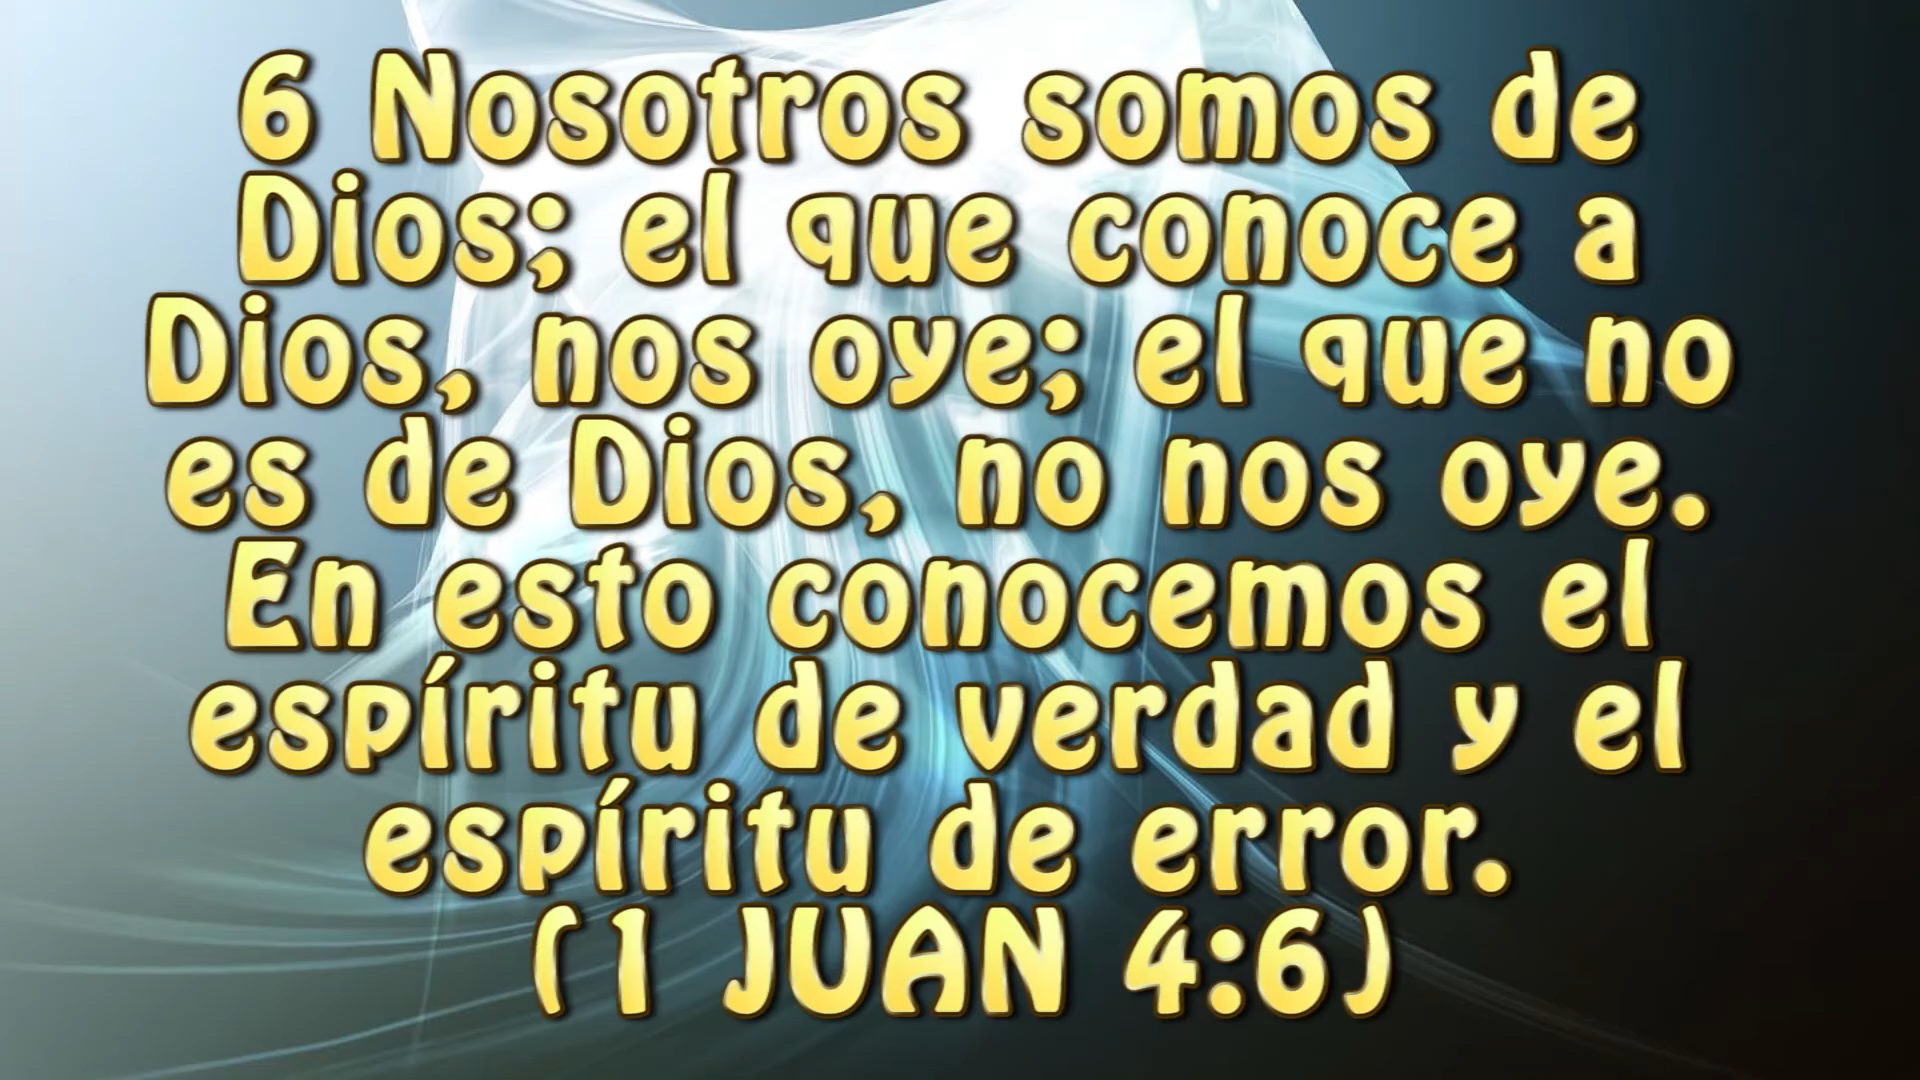 6 Nosotros somos de
Dios; el que conoce a
Dios, nos oye; el que no
es de Dios, no nos oye.
En esto conocemos el
espíritu de verdad y el
espíritu de error.
(1 JUAN 4:6)